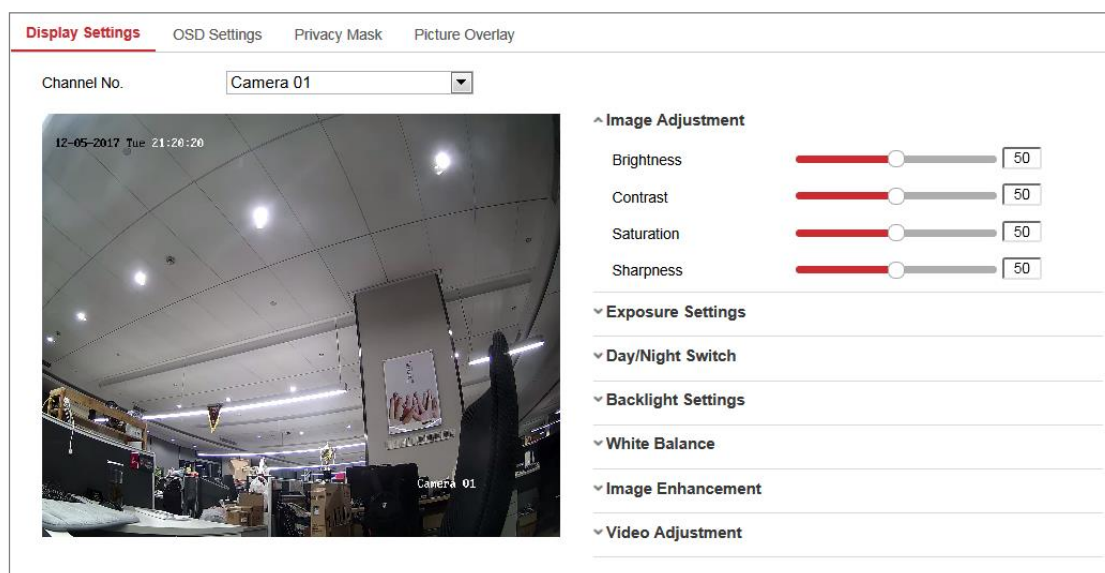 Display Settings OSD Settings Privacy Mask Picture Overlay
Channel No. Camera 01
12-05-2017 Tue 21:20:20
Camera 01
Image Adjustment
Brightness 50
Contrast 50
Saturation 50
Sharpness 50
Exposure Settings
Day/Night Switch
Backlight Settings
White Balance
Image Enhancement
Video Adjustment